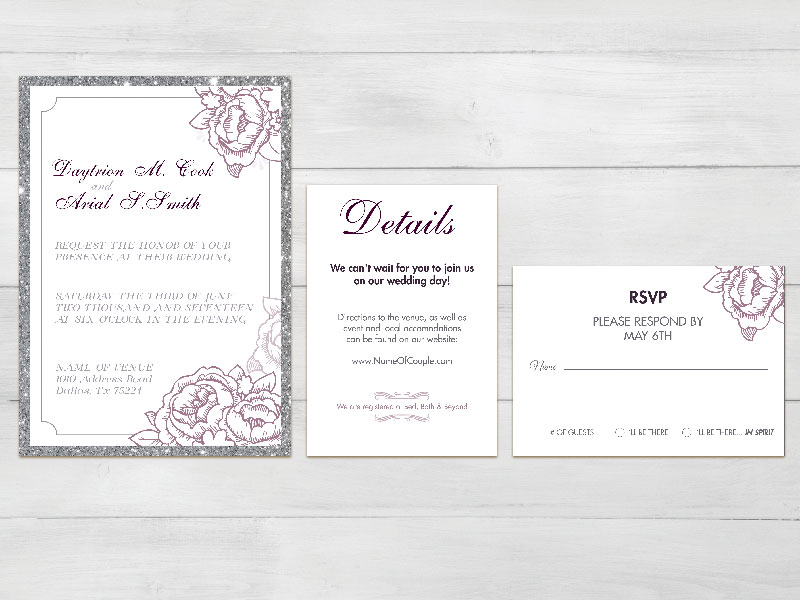 Daytrion M. Cook
and
Arial S. Smith
REQUEST THE HONOR OF YOUR
PRESENCE AT THEIR WEDDING,
SATURDAY THE THIRD OF JUNE
TWO THOUSAND AND SEVENTEEN
AT SIX O'CLOCK IN THE EVENING
NAME OF VENUE
1010 Address Road
Dallas, Tx 75224
Details
We can't wait for you to join us
on our wedding day!
Directions to the venue, as well as
event and local accomndations
can be found on our website:
www.NameOfCouple.com
We are registered at Bed, Bath & Beyond
RSVP
PLEASE RESPOND BY
MAY 6TH
Name
# OF GUESTS
I'LL BE THERE
I'LL BE THERE... IN SPIRIT